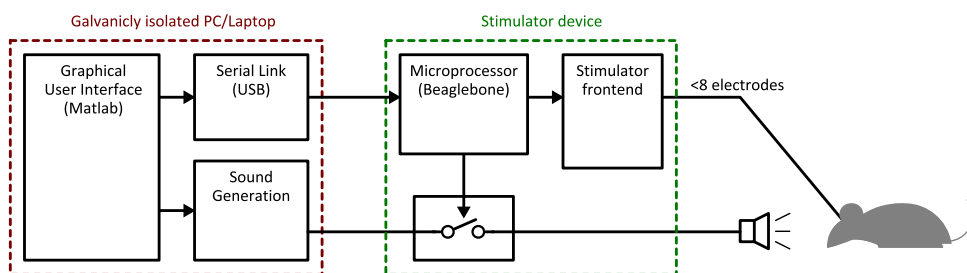 Galvanicly isolated PC/Laptop
Stimulator device
Graphical
User Interface
(Matlab)
Serial Link
(USB)
Microprocessor
(Beaglebone)
Stimulator
frontend
<8 electrodes
Sound
Generation